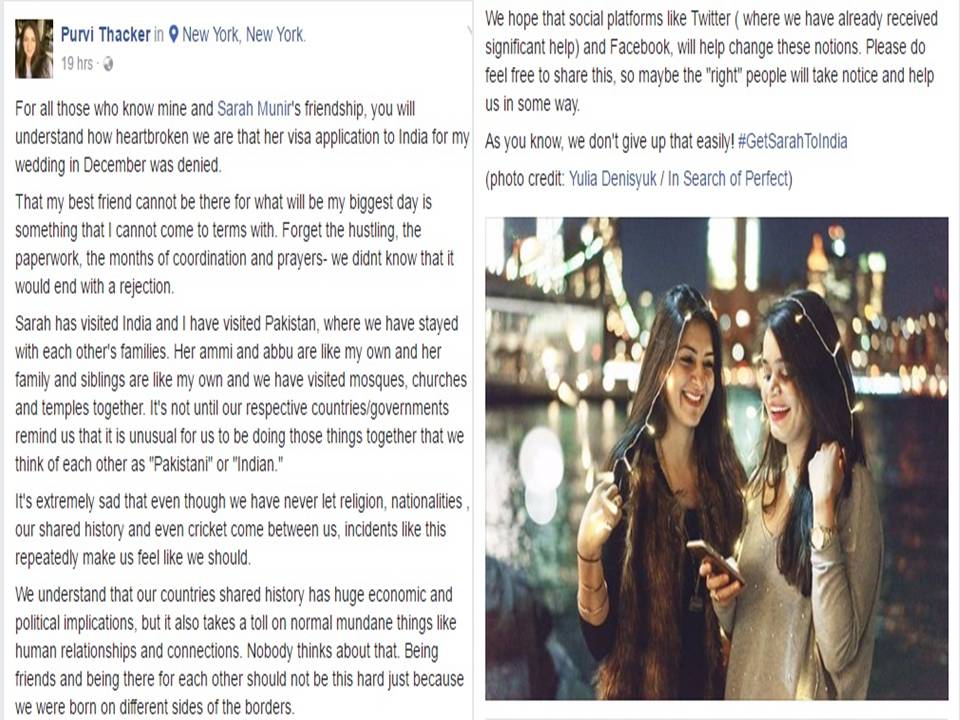 Purvi Thacker in New York, New York.
19 hrs ·
For all those who know mine and Sarah Munir's friendship, you will
understand how heartbroken we are that her visa application to India for my
wedding in December was denied.
That my best friend cannot be there for what will be my biggest day is
something that I cannot come to terms with. Forget the hustling, the
paperwork, the months of coordination and prayers- we didnt know that it
would end with a rejection.
Sarah has visited India and I have visited Pakistan, where we have stayed
with each other's families. Her ammi and abbu are like my own and her
family and siblings are like my own and we have visited mosques, churches
and temples together. It's not until our respective countries/governments
remind us that it is unusual for us to be doing those things together that we
think of each other as "Pakistani" or "Indian."
It's extremely sad that even though we have never let religion, nationalities ,
our shared history and even cricket come between us, incidents like this
repeatedly make us feel like we should.
We understand that our countries shared history has huge economic and
political implications, but it also takes a toll on normal mundane things like
human relationships and connections. Nobody thinks about that. Being
friends and being there for each other should not be this hard just because
we were born on different sides of the borders.
We hope that social platforms like Twitter ( where we have already received
significant help) and Facebook, will help change these notions. Please do
feel free to share this, so maybe the "right" people will take notice and help
us in some way.
As you know, we don't give up that easily! #GetSarahToIndia
(photo credit: Yulia Denisyuk / In Search of Perfect)